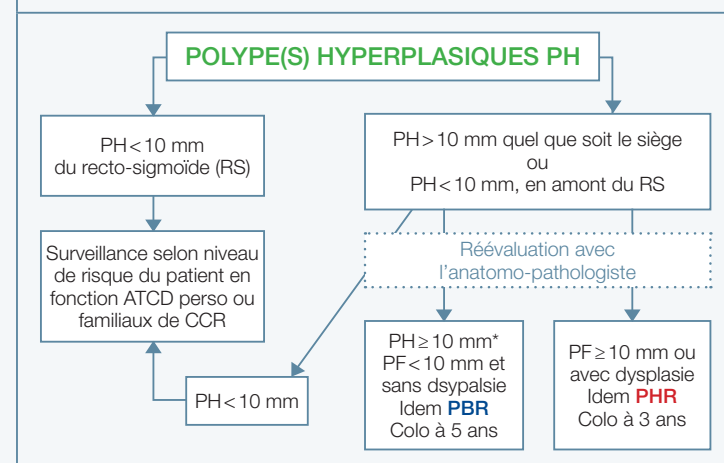 POLYPE(S) HYPERPLASIQUES PH
PH<10 mm
du recto-sigmoïde (RS)
PH>10 mm quel que soit le siège
ou
PH<10 mm, en amont du RS
Surveillance selon niveau
de risque du patient en
fonction ATCD perso ou
familiaux de CCR
Réévaluation avec
l'anatomo-pathologiste
PH<10 mm
PH≥10 mm*
PF<10 mm et
sans dsypalsie
Idem PBR
Colo à 5 ans
PF≥10 mm ou
avec dysplasie
Idem PHR
Colo à 3 ans